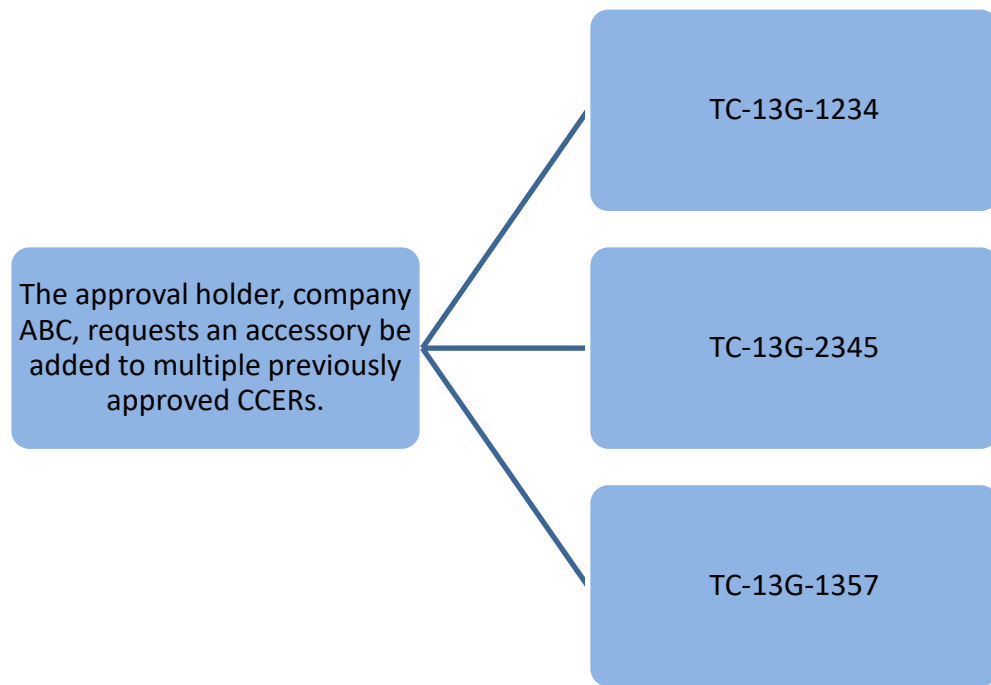 The approval holder, company
ABC, requests an accessory be
added to multiple previously
approved CCERs.
TC-13G-1234
TC-13G-2345
TC-13G-1357